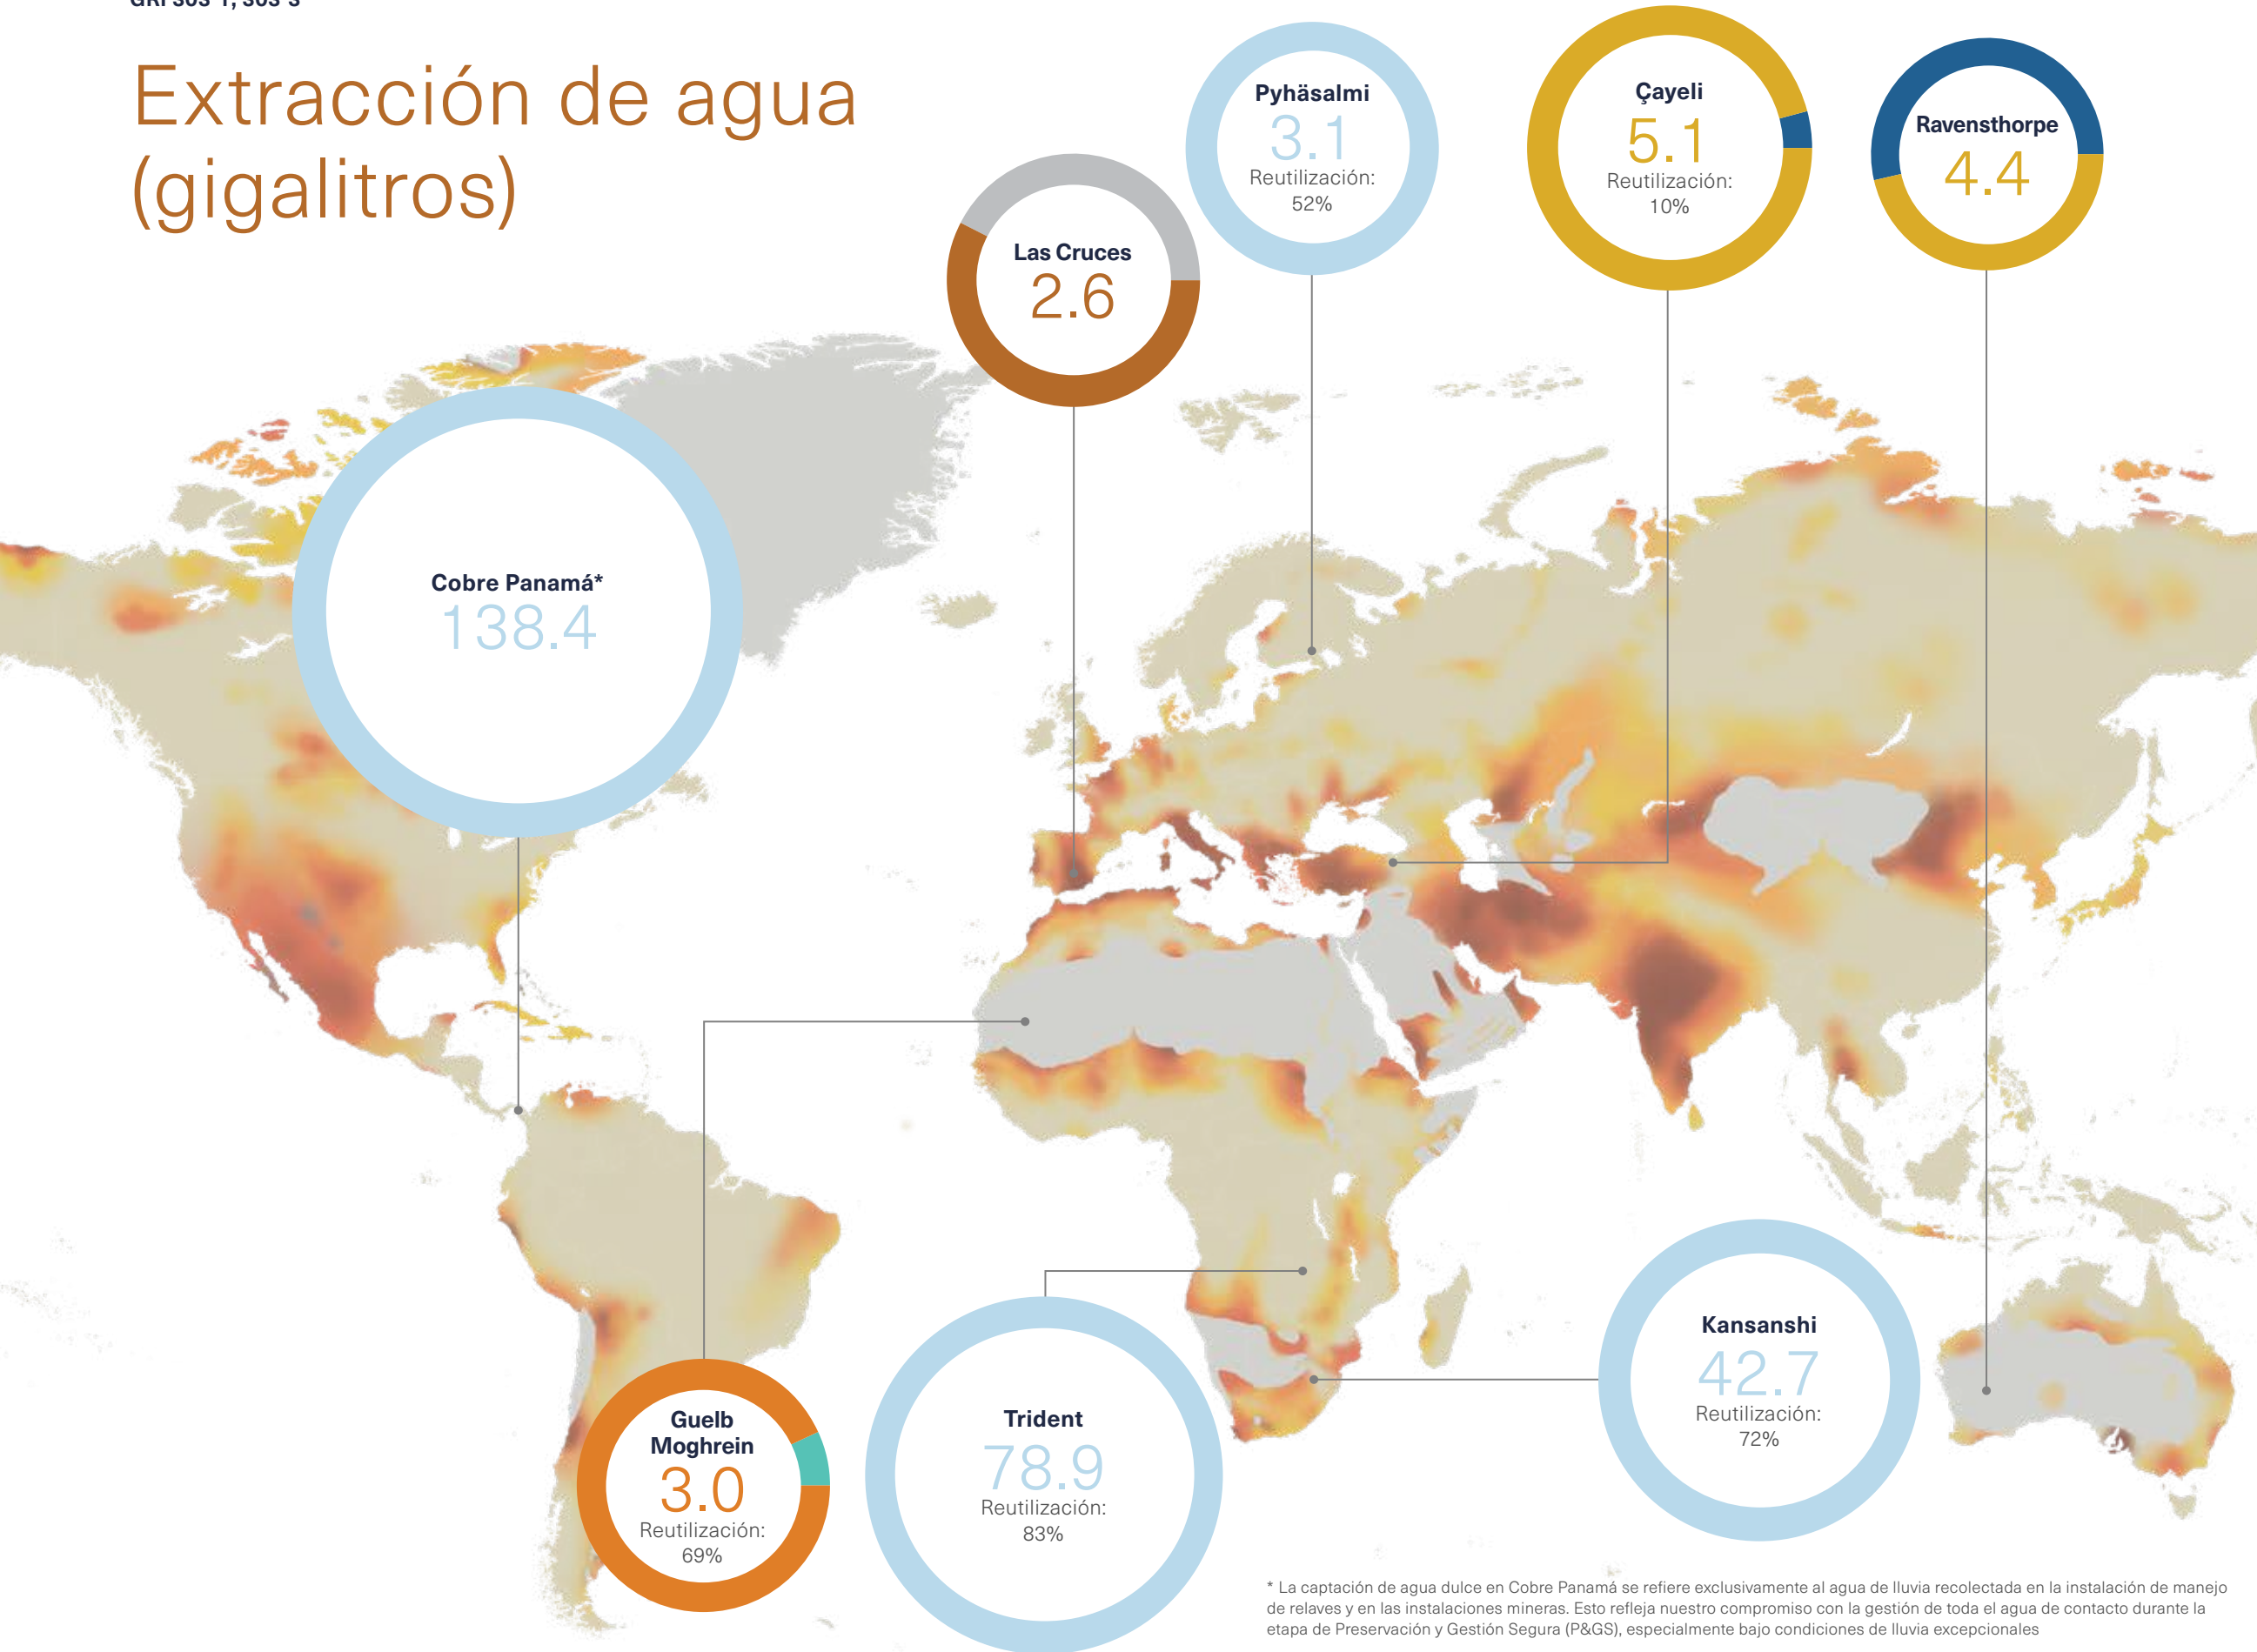 GRI 303-1, 303-3
Extracción de agua
(gigalitros)
Pyhäsalmi
3.1
Reutilización:
52%
Çayeli
5.1
Reutilización:
10%
Ravensthorpe
4.4
Las Cruces
2.6
Cobre Panamá*
138.4
Kansanshi
42.7
Reutilización:
72%
Guelb
Moghrein
3.0
Reutilización:
69%
Trident
78.9
Reutilización:
83%
* La captación de agua dulce en Cobre Panamá se refiere exclusivamente al agua de lluvia recolectada en la instalación de manejo
de relaves y en las instalaciones mineras. Esto refleja nuestro compromiso con la gestión de toda el agua de contacto durante la
etapa de Preservación y Gestión Segura (P&GS), especialmente bajo condiciones de lluvia excepcionales